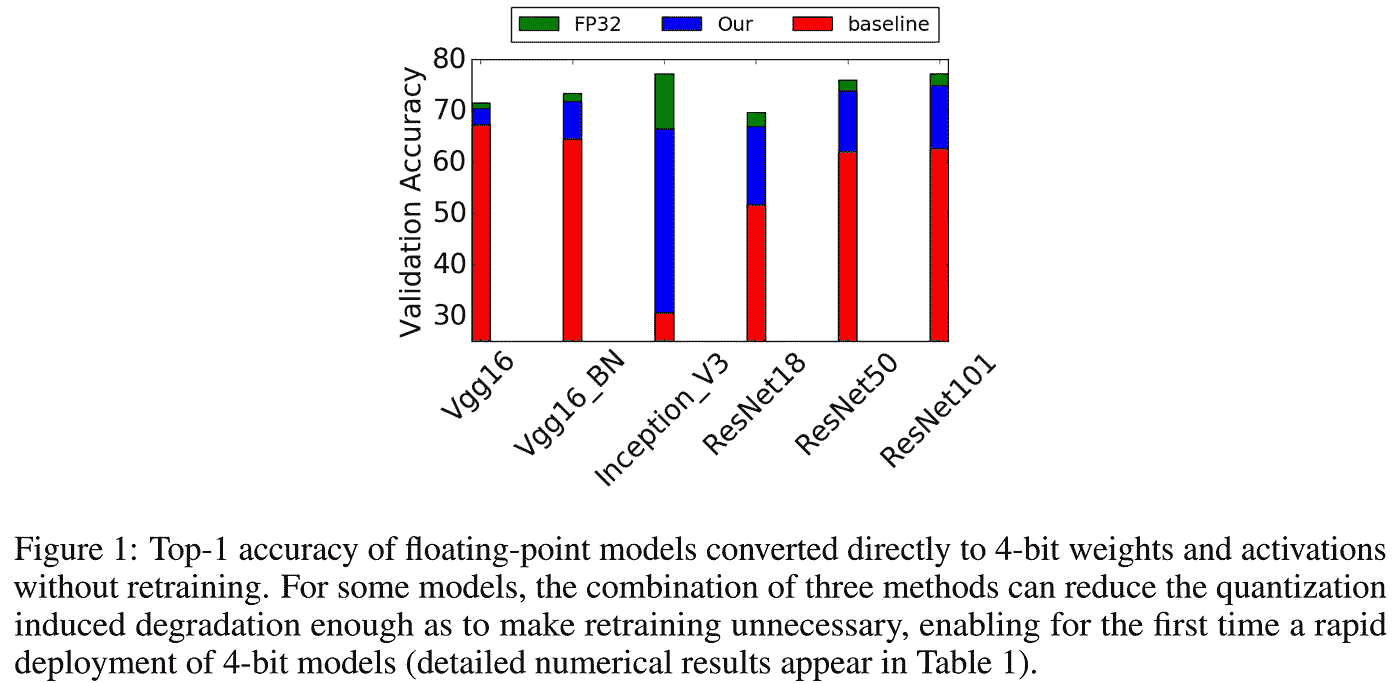 FP32 Our baseline
80
70
60
50
40
30
Validation Accuracy
Vgg16
Vgg16_BN
Inception_V3
ResNet18
ResNet50
ResNet101
Figure 1: Top-1 accuracy of floating-point models converted directly to 4-bit weights and activations
without retraining. For some models, the combination of three methods can reduce the quantization
induced degradation enough as to make retraining unnecessary, enabling for the first time a rapid
deployment of 4-bit models (detailed numerical results appear in Table 1).